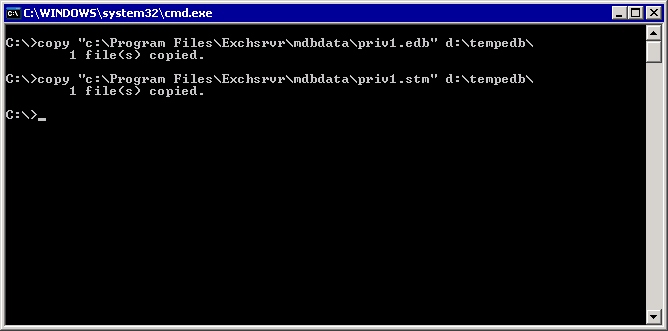 C:\WINDOWS\system32\cmd.exe
C:\>copy "c:\Program Files\Exchsrvr\mdbdata\priv1.edb" d:\tempedb\
1 file(s) copied.
C:\>copy "c:\Program Files\Exchsrvr\mdbdata\priv1.stm" d:\tempedb\
1 file(s) copied.
C:\>_